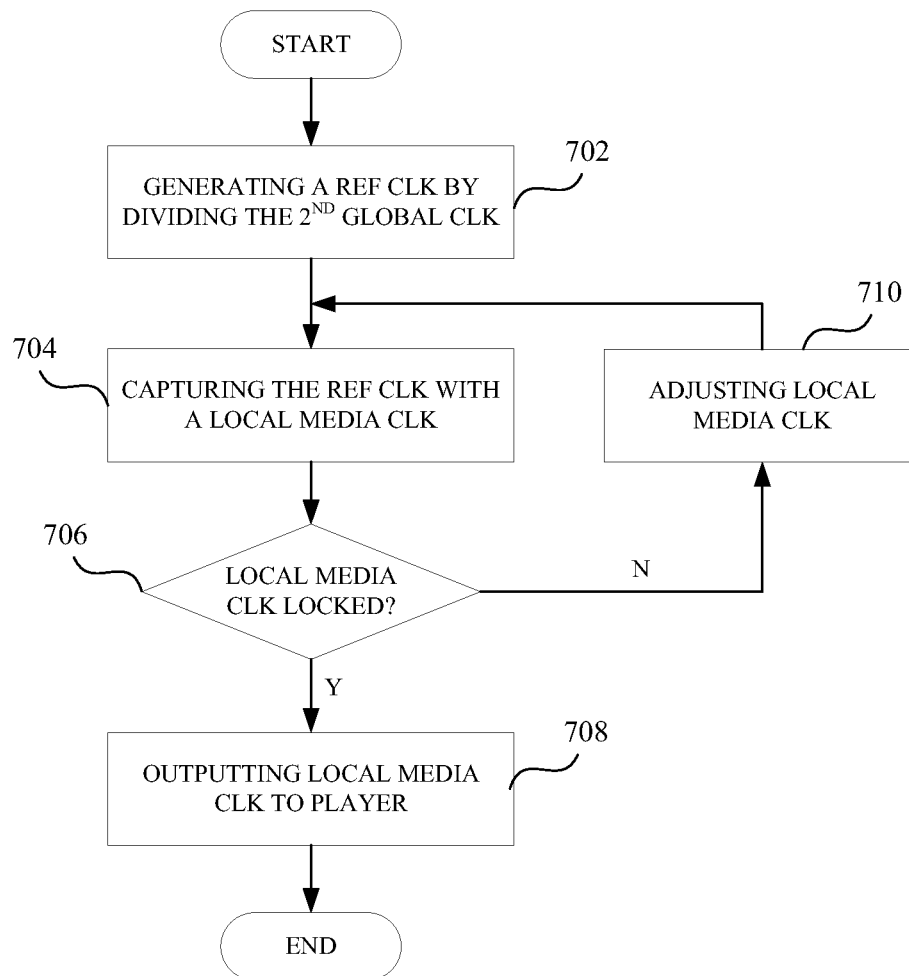 START
702
GENERATING A REF CLK BY
DIVIDING THE 2ND GLOBAL CLK
710
704
CAPTURING THE REF CLK WITH
A LOCAL MEDIA CLK
ADJUSTING LOCAL
MEDIA CLK
706
LOCAL MEDIA
CLK LOCKED?
N
Y
708
OUTPUTTING LOCAL MEDIA
CLK TO PLAYER
END